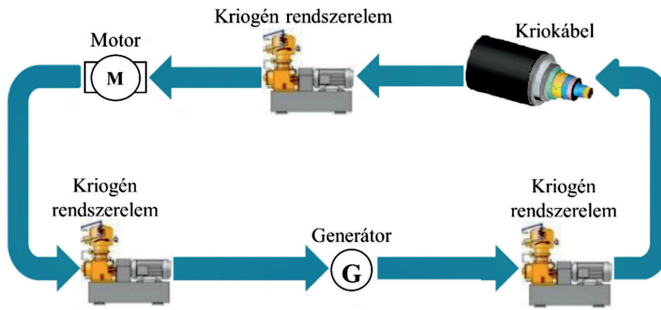 Kriogén rendszerelem
Motor
Kriokábel
M
Kriogén
rendszerelem
Generátor
G
Kriogén
rendszerelem